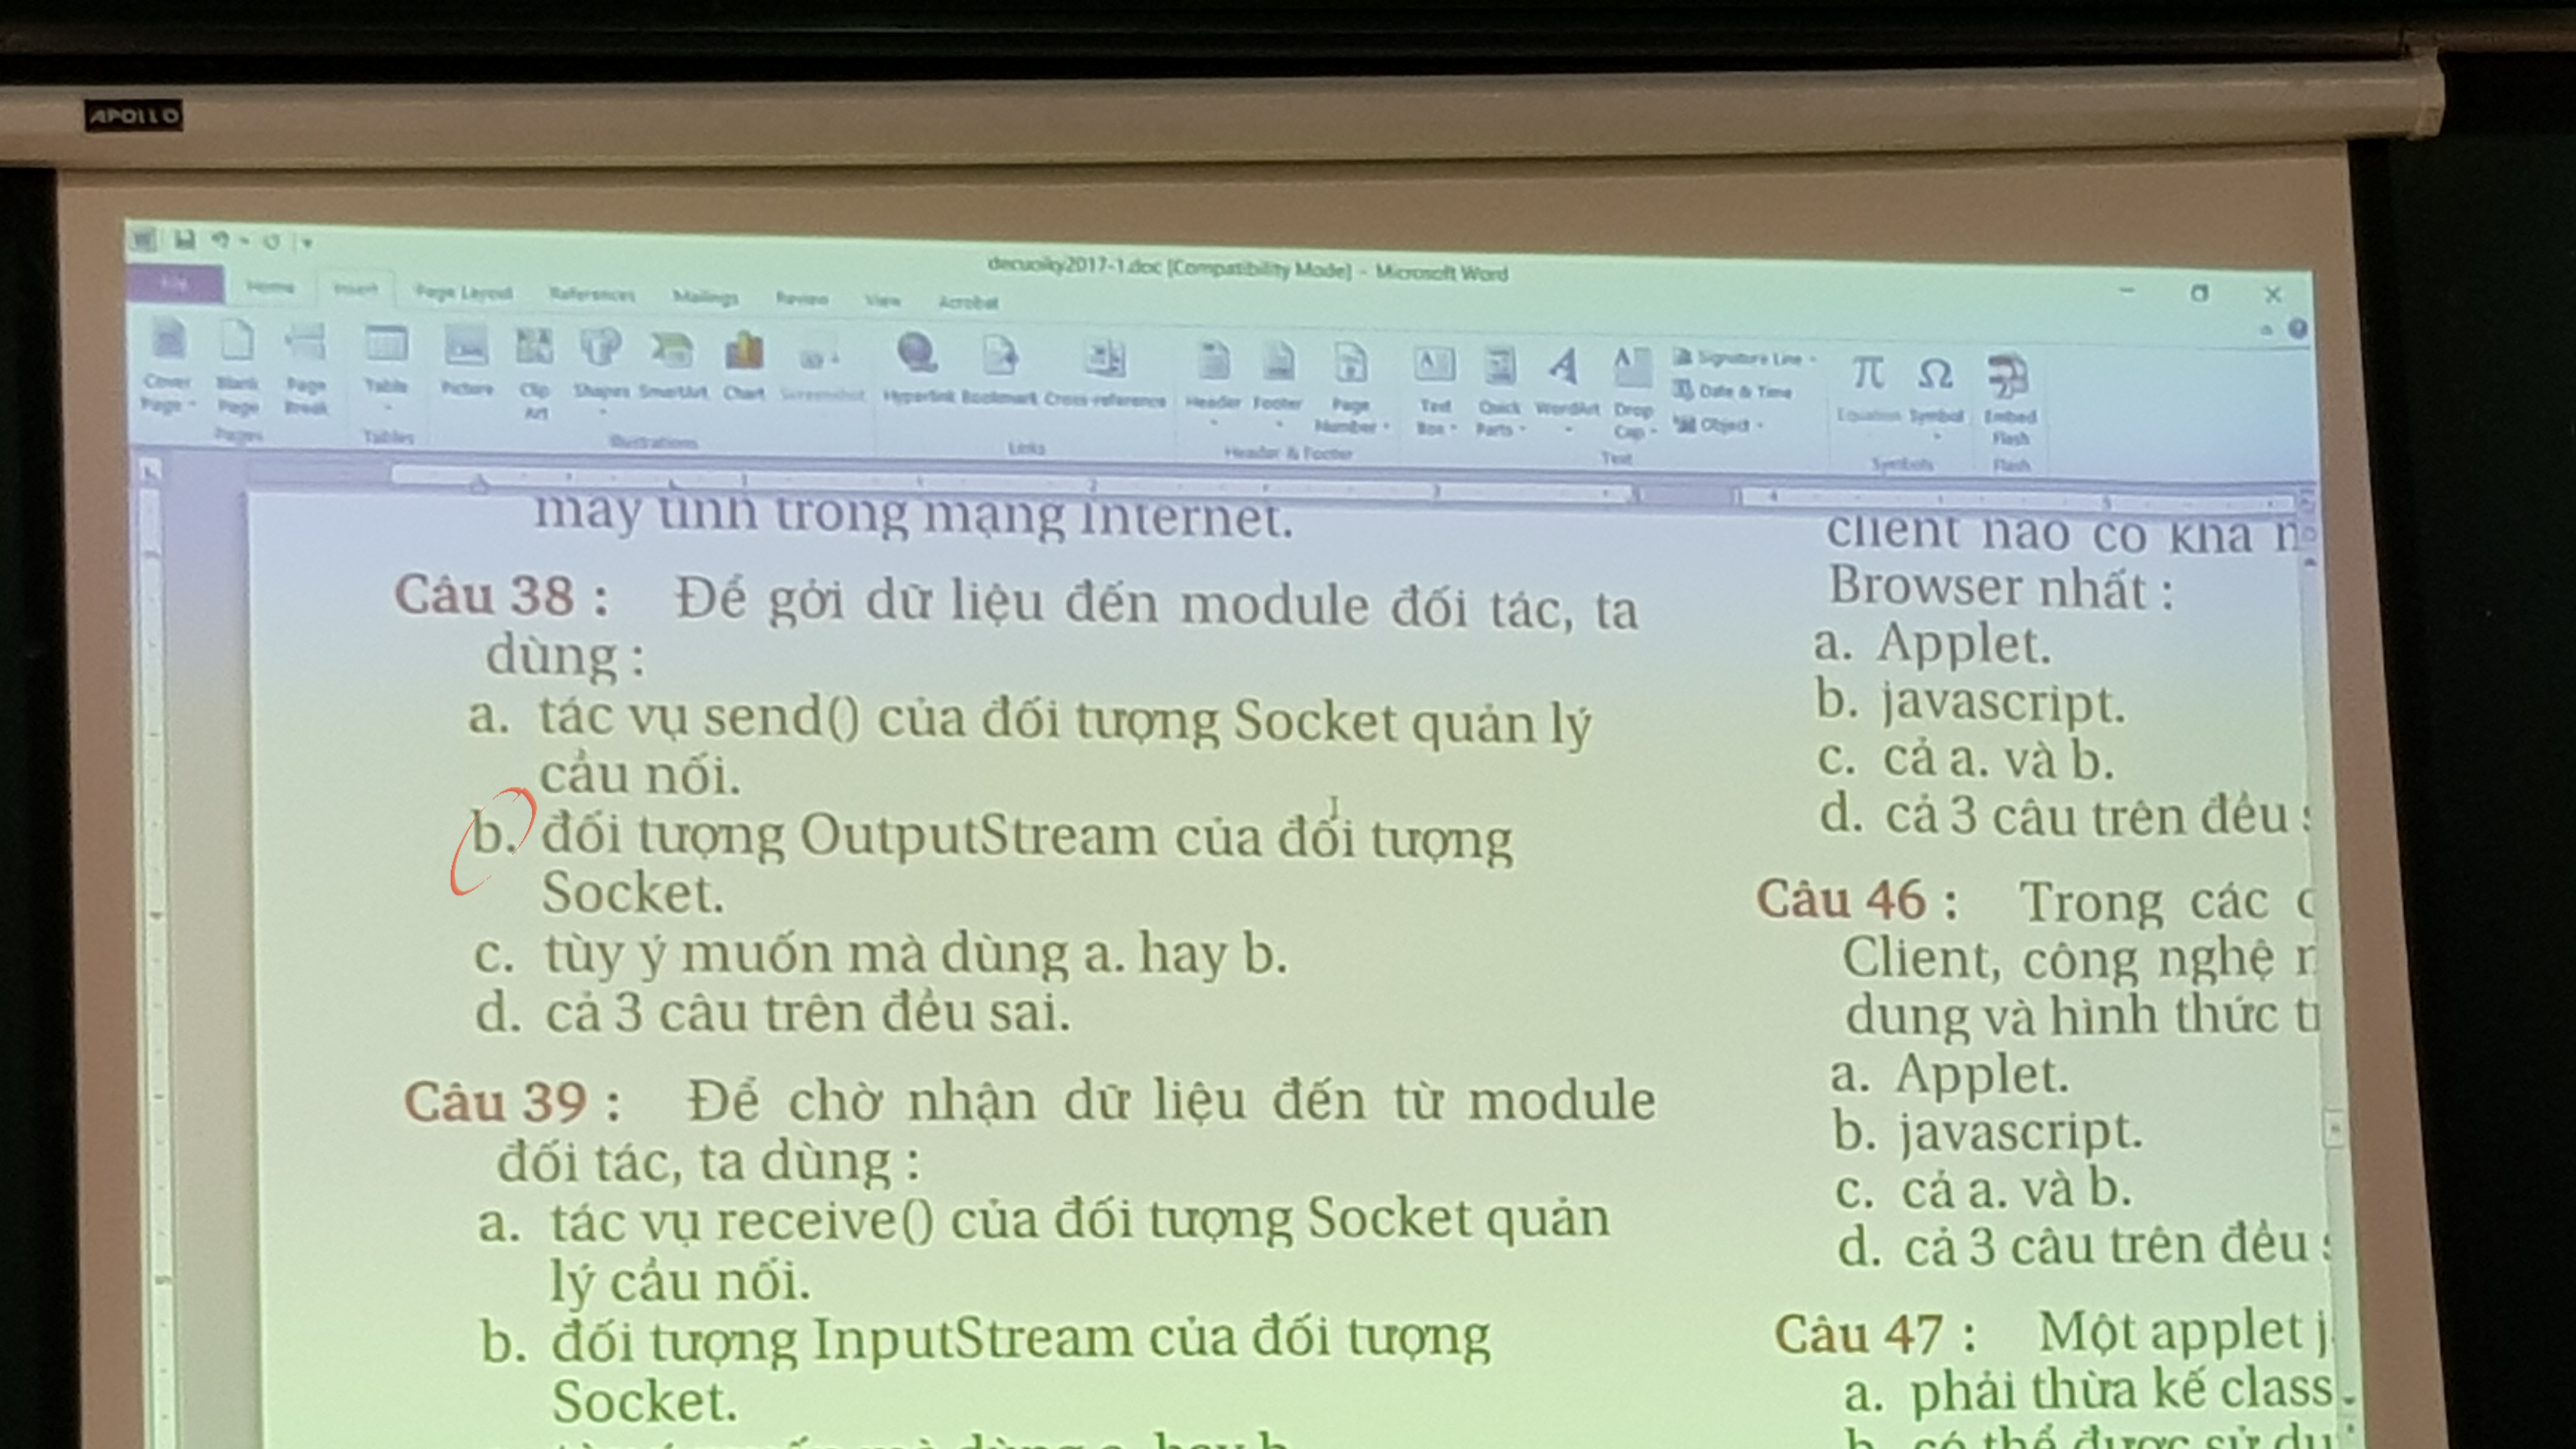 APOLLO
decuoiky2017-1.doc [Compatibility Mode] - Microsoft Word
File Home Insert Page Layout References Mailings Review View Acrobat
Cover Page Blank Page Page Break Table Picture Clip Art Shapes SmartArt Chart Screenshot Hyperlink Bookmark Cross-reference Header Footer Page Number Text Box Quick Parts WordArt Drop Cap Signature Line Date & Time Object Equation Symbol Embed Flash
Pages Tables Illustrations Links Header & Footer Text Symbols Flash
máy tính trong mạng Internet.
Câu 38 : Để gởi dữ liệu đến module đối tác, ta
dùng :
a. tác vụ send() của đối tượng Socket quản lý
cầu nối.
b. đối tượng OutputStream của đối tượng
Socket.
c. tùy ý muốn mà dùng a. hay b.
d. cả 3 câu trên đều sai.
Câu 39 : Để chờ nhận dữ liệu đến từ module
đối tác, ta dùng :
a. tác vụ receive() của đối tượng Socket quản
lý cầu nối.
b. đối tượng InputStream của đối tượng
Socket.
client nào có khả
Browser nhất :
a. Applet.
b. javascript.
c. cả a. và b.
d. cả 3 câu trên đều
Câu 46 : Trong các
Client, công nghệ
dung và hình thức
a. Applet.
b. javascript.
c. cả a. và b.
d. cả 3 câu trên đều
Câu 47 : Một applet j
a. phải thừa kế class
b. có thể được sử